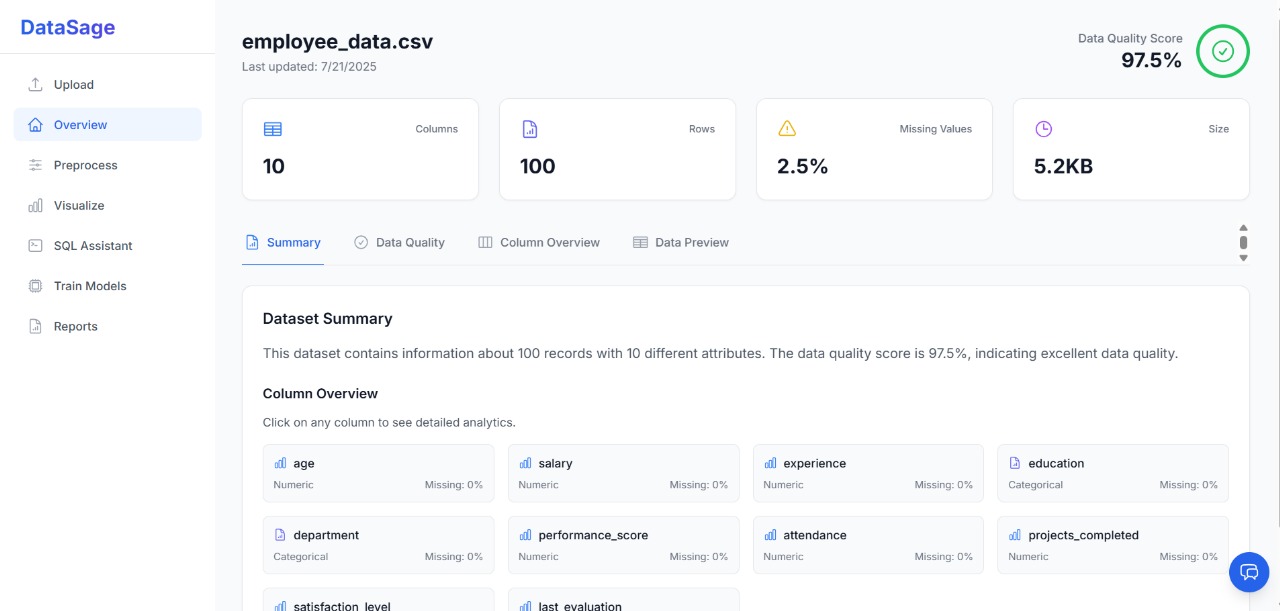 DataSage
Upload
Overview
Preprocess
Visualize
SQL Assistant
Train Models
Reports
employee_data.csv
Last updated: 7/21/2025
Data Quality Score
97.5%
Columns
10
Rows
100
Missing Values
2.5%
Size
5.2KB
Summary
Data Quality
Column Overview
Data Preview
Dataset Summary
This dataset contains information about 100 records with 10 different attributes. The data quality score is 97.5%, indicating excellent data quality.
Column Overview
Click on any column to see detailed analytics.
age
Numeric Missing: 0%
salary
Numeric Missing: 0%
experience
Numeric Missing: 0%
education
Categorical Missing: 0%
department
Categorical Missing: 0%
performance_score
Numeric Missing: 0%
attendance
Numeric Missing: 0%
projects_completed
Numeric Missing: 0%
satisfaction_level
last_evaluation